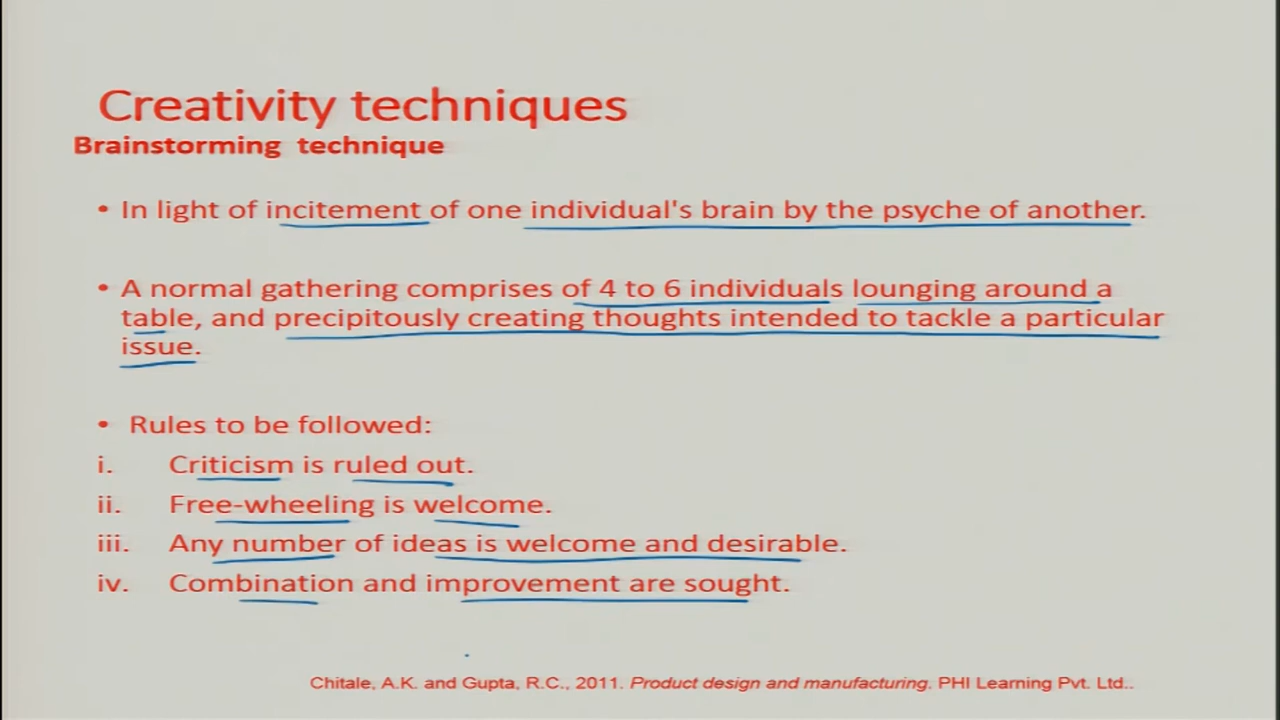 Creativity techniques
Brainstorming technique
• In light of incitement of one individual's brain by the psyche of another.
• A normal gathering comprises of 4 to 6 individuals lounging around a
table, and precipitously creating thoughts intended to tackle a particular
issue.
• Rules to be followed:
i. Criticism is ruled out.
ii. Free-wheeling is welcome.
iii. Any number of ideas is welcome and desirable.
iv. Combination and improvement are sought.
Chitale, A.K. and Gupta, R.C., 2011. Product design and manufacturing. PHI Learning Pvt. Ltd..